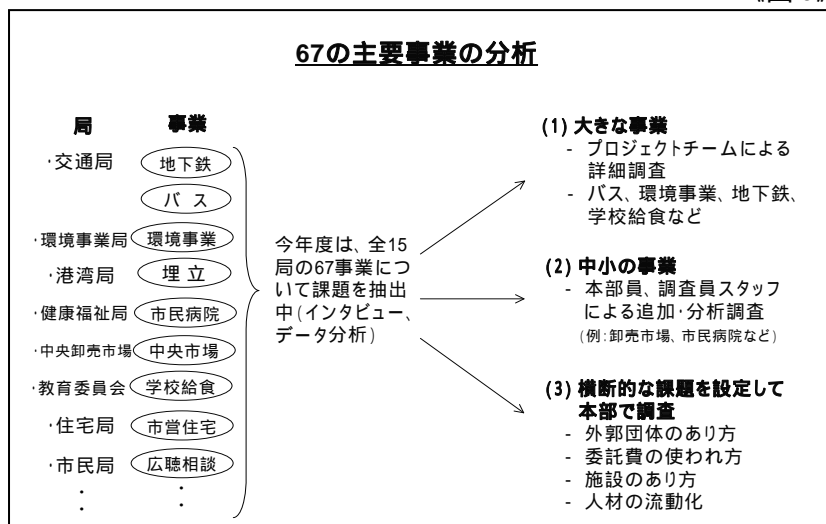 67の主要事業の分析
局 事業
・交通局 地下鉄
バス
・環境事業局 環境事業
・港湾局 埋立
・健康福祉局 市民病院
・中央卸売市場 中央市場
・教育委員会 学校給食
・住宅局 市営住宅
・市民局 広聴相談
・ ・
・ ・
今年度は、全15
局の67事業につ
いて課題を抽出
中(インタビュー、
データ分析)
(1) 大きな事業
- プロジェクトチームによる
詳細調査
- バス、環境事業、地下鉄、
学校給食など
(2) 中小の事業
- 本部員、調査員スタッフ
による追加・分析調査
(例:卸売市場、市民病院など)
(3) 横断的な課題を設定して
本部で調査
- 外郭団体のあり方
- 委託費の使われ方
- 施設のあり方
- 人材の流動化